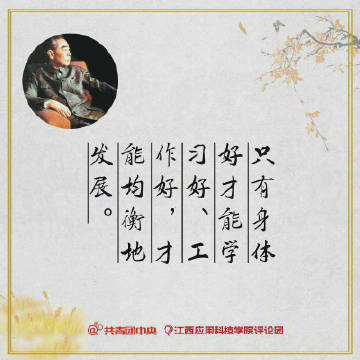 只有身体
好才能学
习好、工
作好，才
能均衡地
发展。
@共青团中央 江西应用科技学院评论团